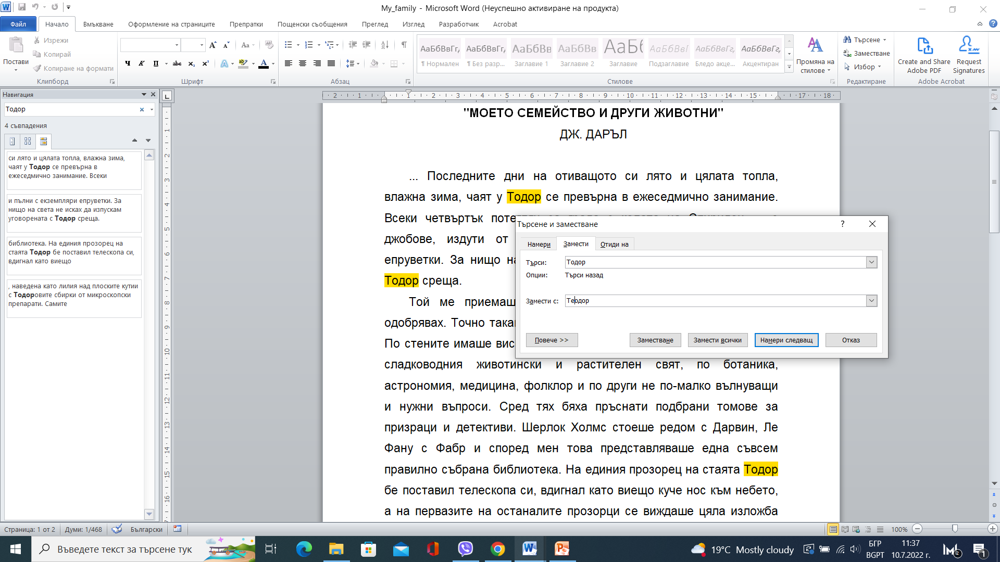 My_family - Microsoft Word (Неуспешно активиране на продукта)
Файл Начало Вмъкване Оформление на страниците Препратки Пощенски съобщения Преглед Изглед Разработчик Acrobat
Постави
Изрежи
Копирай
Копиране на формати
Клипборд
Шрифт
Абзац
АаБбВвГг, АаБбВвГг, АаБбВв АаБбВв АаБб АаБбВвГ АаБбВвГг, АаБбВвГг,
¶ Нормален ¶ Без разр... Заглавие 1 Заглавие 2 Заглавие Подзаглавие Бледо акце... Акцентиран
Стилове
Промяна на стилове
Търсене
Заместване
Избор
Редактиране
Create and Share Adobe PDF
Request Signatures
Adobe Acrobat
Навигация
Тодор
4 съвпадения
си лято и цялата топла, влажна зима,
чаят у Тодор се превърна в
ежеседмично занимание. Всеки
и пълни с екземпляри епруветки. За
нищо на света не исках да изпускам
уговорената с Тодор среща.
библиотека. На единия прозорец на
стаята Тодор бе поставил телескопа си,
вдигнал като виещо
, наведена като лилия над плоските кутии
с Тодоровите сбирки от микроскопски
препарати. Самите
"МОЕТО СЕМЕЙСТВО И ДРУГИ ЖИВОТНИ"
ДЖ. ДАРЪЛ
... Последните дни на отиващото си лято и цялата топла,
влажна зима, чаят у Тодор се превърна в ежеседмично занимание.
Всеки четвъртък
джобове, издути от
епруветки. За нищо на
Тодор среща.
Той ме приемаш
одобрявах. Точно така
По стените имаше вис
сладководния животински и растителен свят, по ботаника,
астрономия, медицина, фолклор и по други не по-малко вълнуващи
и нужни въпроси. Сред тях бяха пръснати подбрани томове за
призраци и детективи. Шерлок Холмс стоеше редом с Дарвин, Ле
Фану с Фабр и според мен това представляваше една съвсем
правилно събрана библиотека. На единия прозорец на стаята Тодор
бе поставил телескопа си, вдигнал като виещо куче нос към небето,
а на первазите на останалите прозорци се виждаше цяла изложба
Търсене и заместване
Намери Замести Отиди на
Търси: Тодор
Опции: Търси назад
Замести с: Теодор
Повече >> Заместване Замести всички Намери следващ Отказ
Страница: 1 от 2 Думи: 1/468 Български 100%
Въведете текст за търсене тук
19°C Mostly cloudy
БГР
BGPT
11:37
10.7.2022 г.
2
1